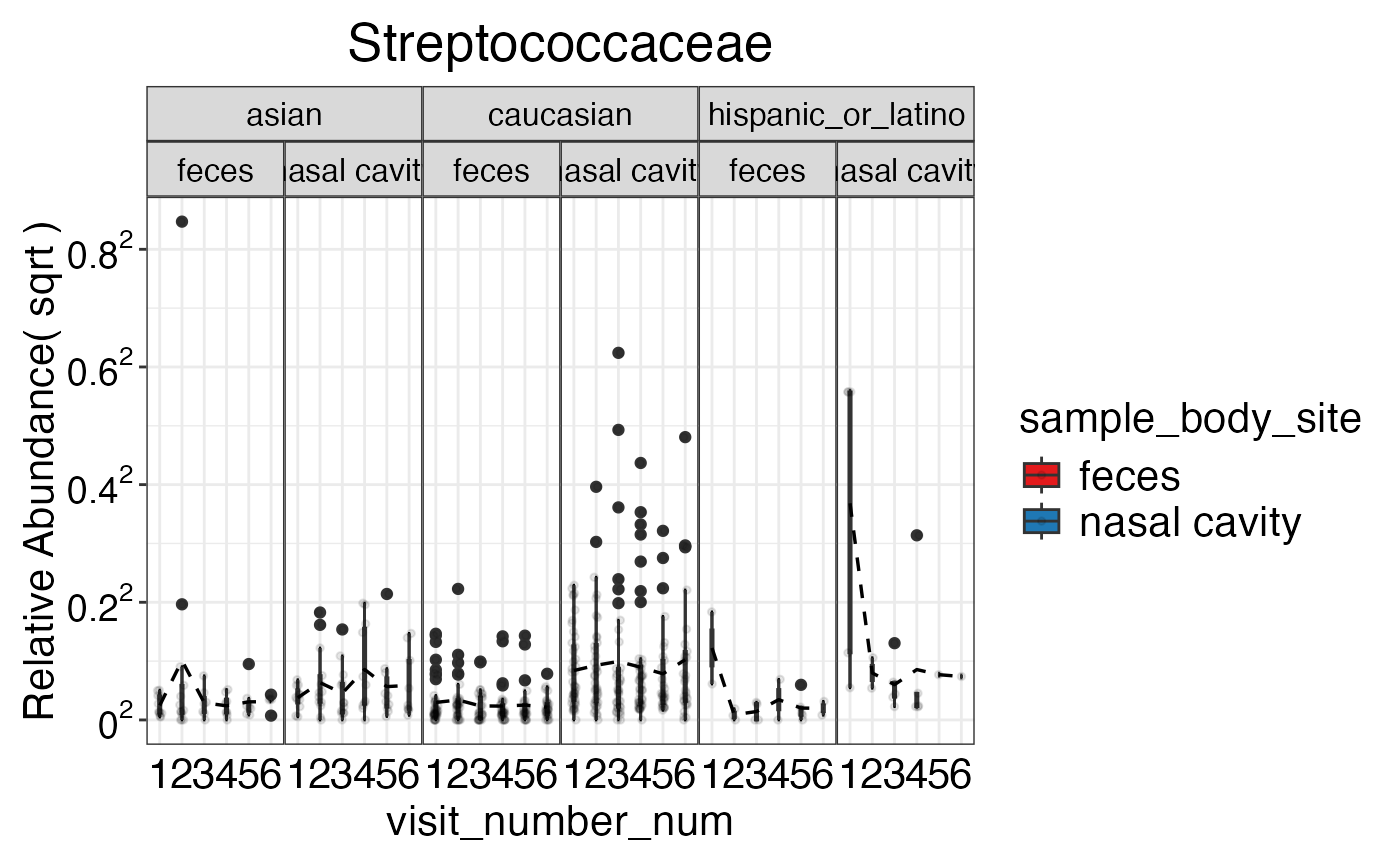 Streptococcaceae
asian caucasian hispanic_or_latino
feces asal cavit feces asal cavit feces asal cavit
Relative Abundance( sqrt )
0.8²
0.6²
0.4²
0.2²
0²
123456 123456 123456 123456 123456 123456
visit_number_num
sample_body_site
feces
nasal cavity